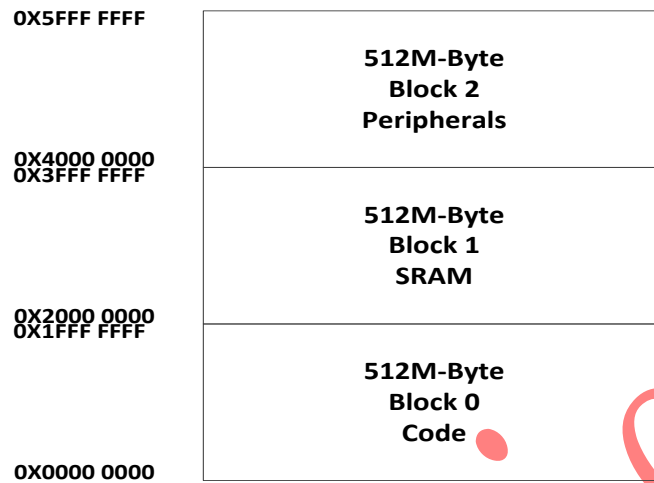 0X5FFF FFFF
512M-Byte
Block 2
Peripherals
0X4000 0000
0X3FFF FFFF
512M-Byte
Block 1
SRAM
0X2000 0000
0X1FFF FFFF
512M-Byte
Block 0
Code
0X0000 0000